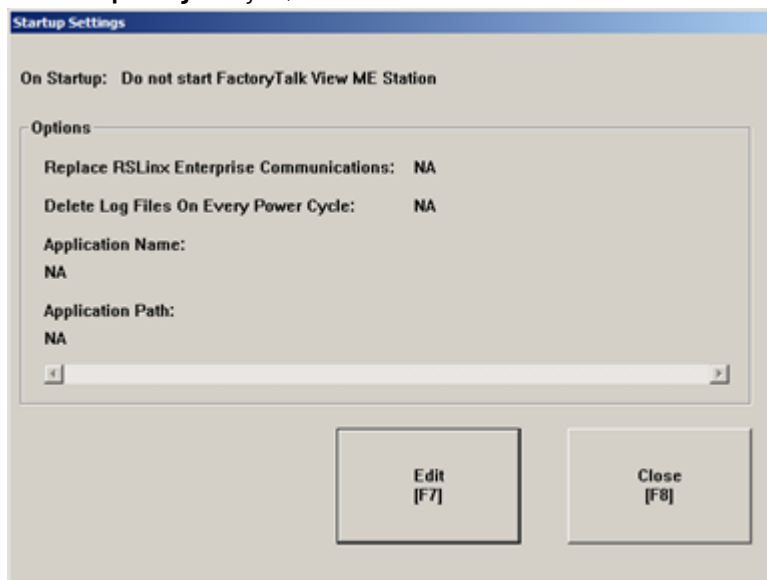 Startup Settings
On Startup: Do not start FactoryTalk View ME Station
Options
Replace RSLinx Enterprise Communications: NA
Delete Log Files On Every Power Cycle: NA
Application Name:
NA
Application Path:
NA
Edit
[F7]
Close
[F8]